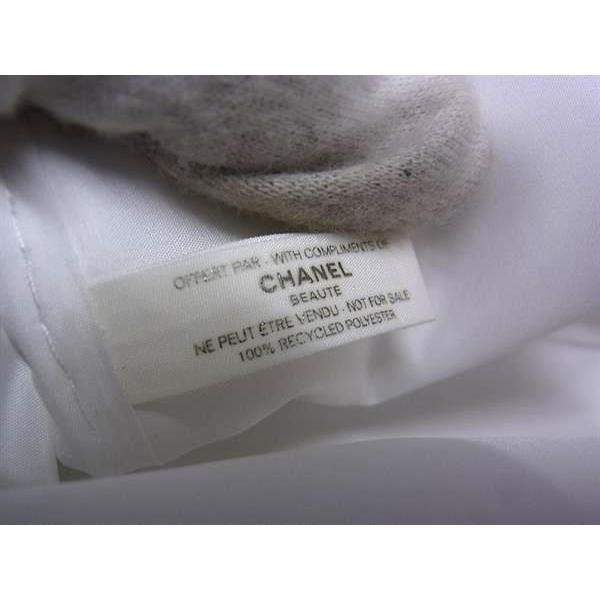 OFFERT PAR - WITH COMPLIMENTS OF
CHANEL
BEAUTE
NE PEUT ÊTRE VENDU - NOT FOR SALE
100% RECYCLED POLYESTER